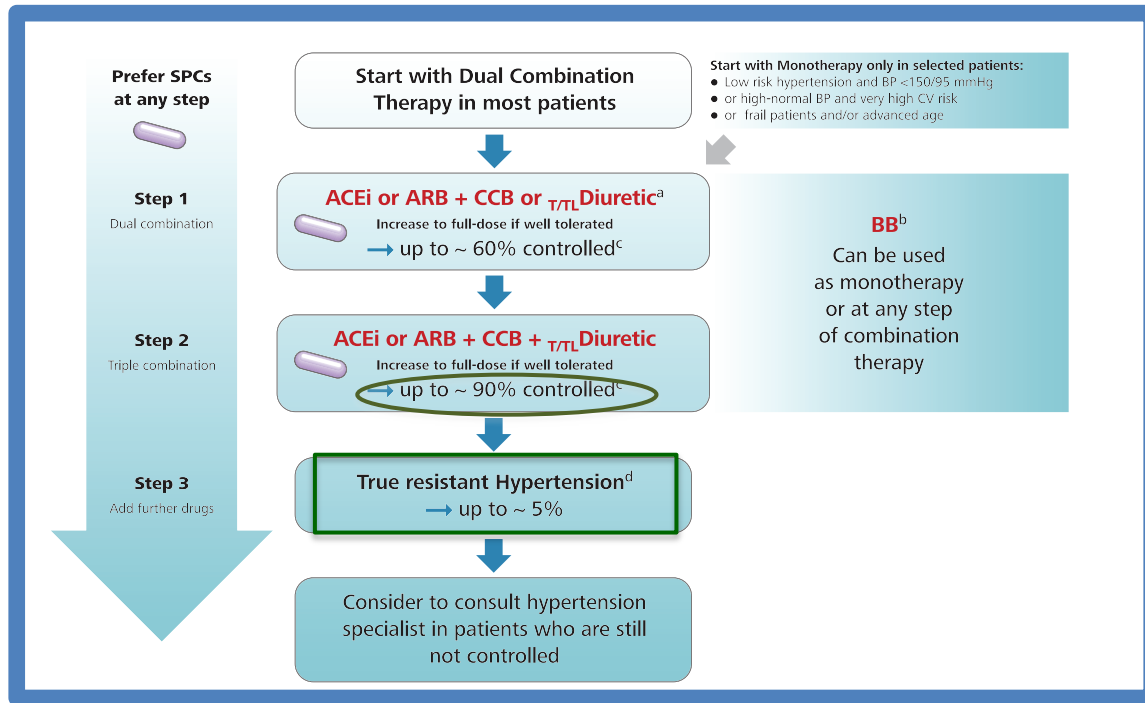 Prefer SPCs
at any step
Start with Dual Combination
Therapy in most patients
Start with Monotherapy only in selected patients:
● Low risk hypertension and BP <150/95 mmHg
● or high-normal BP and very high CV risk
● or frail patients and/or advanced age
Step 1
Dual combination
ACEi or ARB + CCB or T/TLDiureticᵃ
Increase to full-dose if well tolerated
→ up to ~ 60% controlledᶜ
BBᵇ
Can be used
as monotherapy
or at any step
of combination
therapy
Step 2
Triple combination
ACEi or ARB + CCB + T/TLDiuretic
Increase to full-dose if well tolerated
→ up to ~ 90% controlledᶜ
Step 3
Add further drugs
True resistant Hypertensionᵈ
→ up to ~ 5%
Consider to consult hypertension
specialist in patients who are still
not controlled